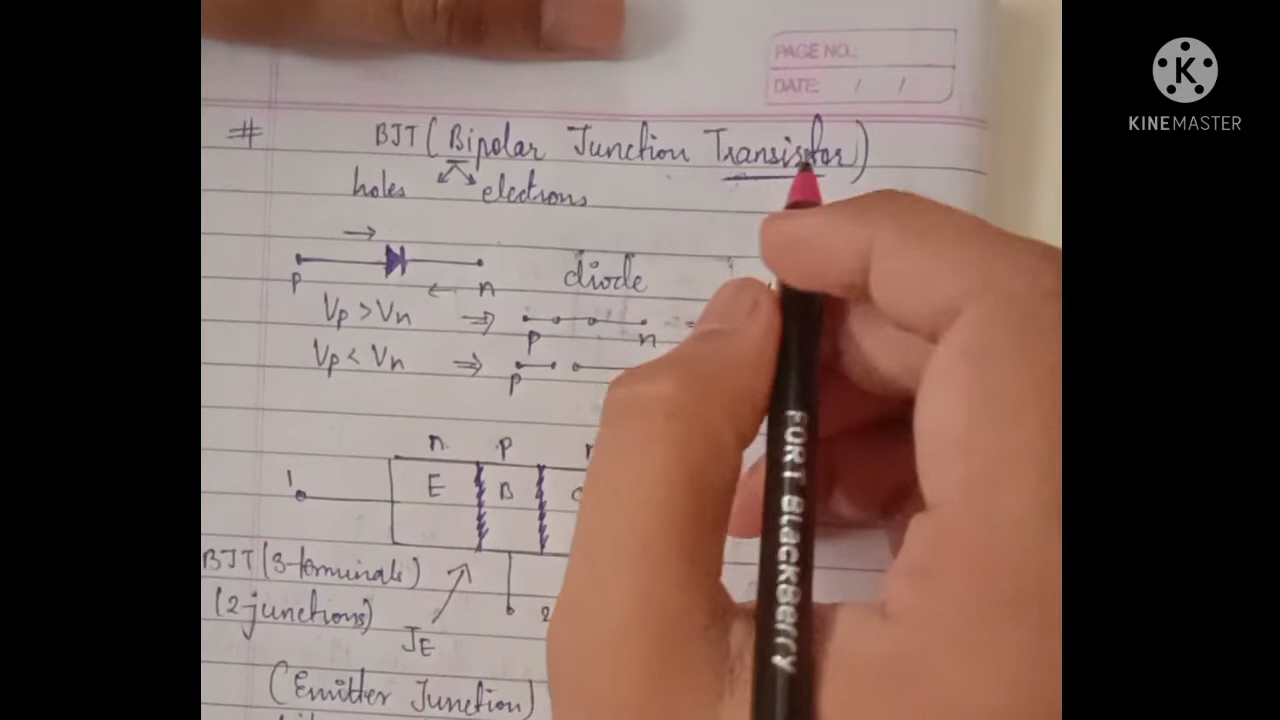 PAGE NO.
DATE: / /
K
KINEMASTER
# BJT (Bipolar Junction Transistor)
holes electrons
p n diode
Vp > Vn ⇒ p n =
Vp < Vn ⇒ p
n p
1 E B
BJT (3-terminals)
(2-junctions) 2
JE
(Emitter Junction)
FORT BLACKBERRY